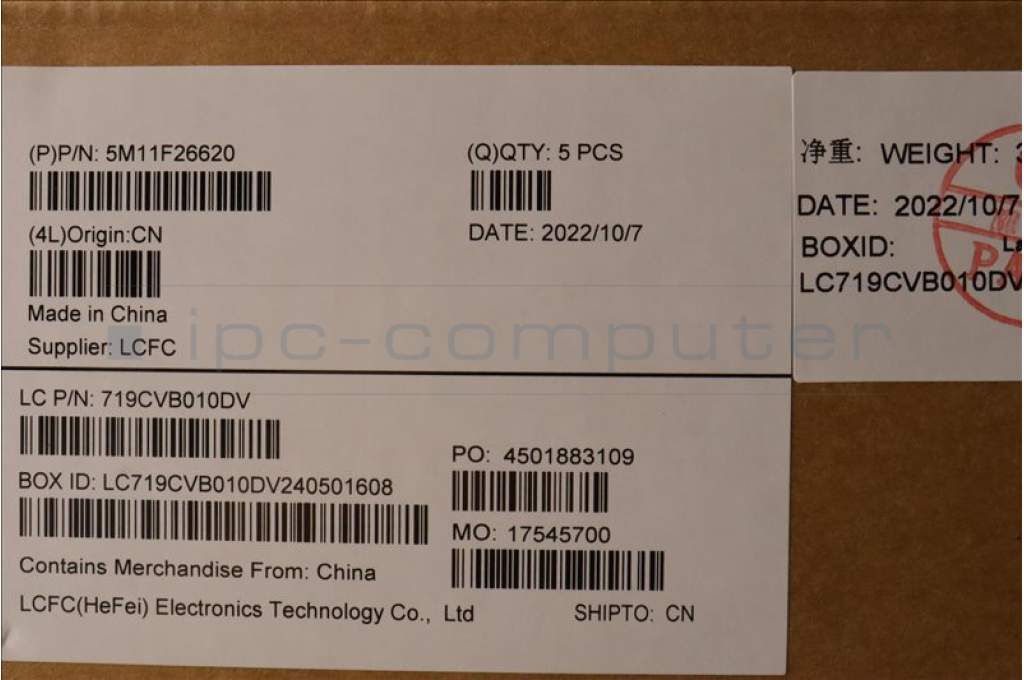 (P)P/N: 5M11F26620
(Q)QTY: 5 PCS
(4L)Origin:CN
DATE: 2022/10/7
Made in China
Supplier: LCFC
LC P/N: 719CVB010DV
PO: 4501883109
BOX ID: LC719CVB010DV240501608
MO: 17545700
Contains Merchandise From: China
LCFC(HeFei) Electronics Technology Co., Ltd
SHIPTO: CN
净重: WEIGHT:
DATE: 2022/10/7
BOXID:
LC719CVB010DV
ipc-computer